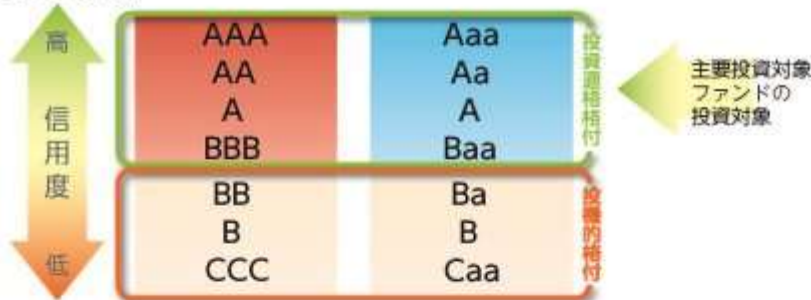 高
信
用
度
低
AAA Aaa
AA Aa
A A
BBB Baa
投資適格格付
BB Ba
B B
CCC Caa
投機的格付
主要投資対象
ファンドの
投資対象